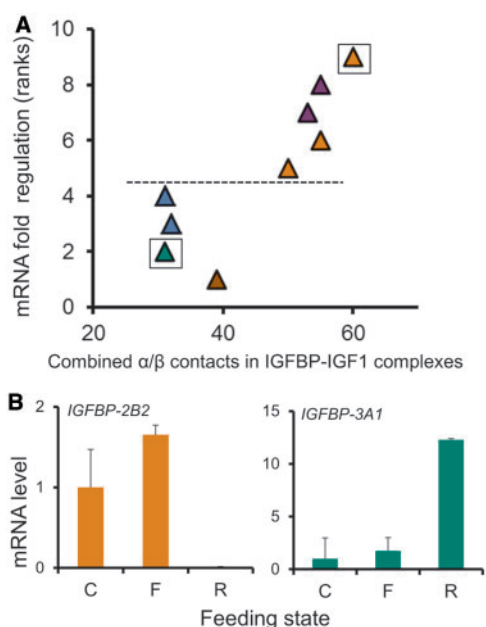 A
mRNA fold regulation (ranks)
10
8
6
4
2
0
20 40 60
Combined α/β contacts in IGFBP-IGF1 complexes
B
mRNA level
IGFBP-2B2
2
1
0
C F R
IGFBP-3A1
15
10
5
0
C F R
Feeding state